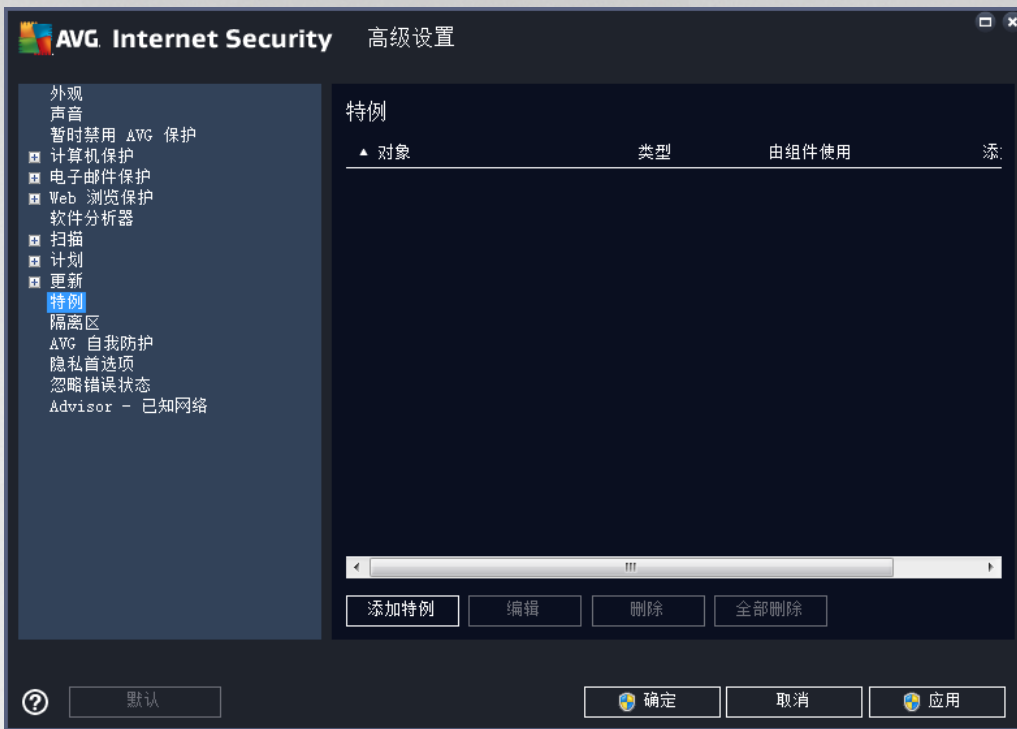 AVG. Internet Security 高级设置
外观
声音
暂时禁用 AVG 保护
计算机保护
电子邮件保护
Web 浏览保护
软件分析器
扫描
计划
更新
特例
隔离区
AVG 自我防护
隐私首选项
忽略错误状态
Advisor - 已知网络
特例
对象 类型 由组件使用 添
添加特例 编辑 删除 全部删除
默认 确定 取消 应用